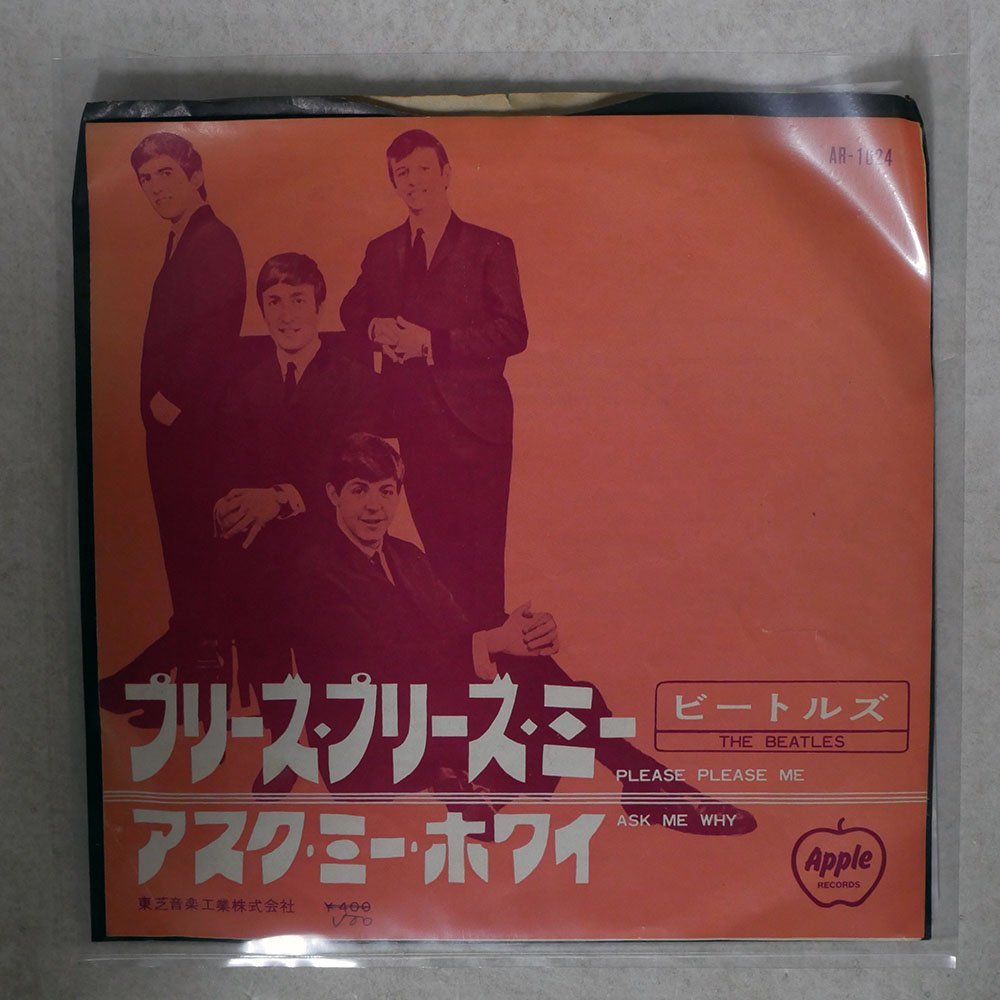 AR-1024
プリーズ・プリーズ・ミー
ビートルズ
THE BEATLES
PLEASE PLEASE ME
アスク・ミー・ホワイ
ASK ME WHY
Apple
RECORDS
東芝音楽工業株式会社
¥400